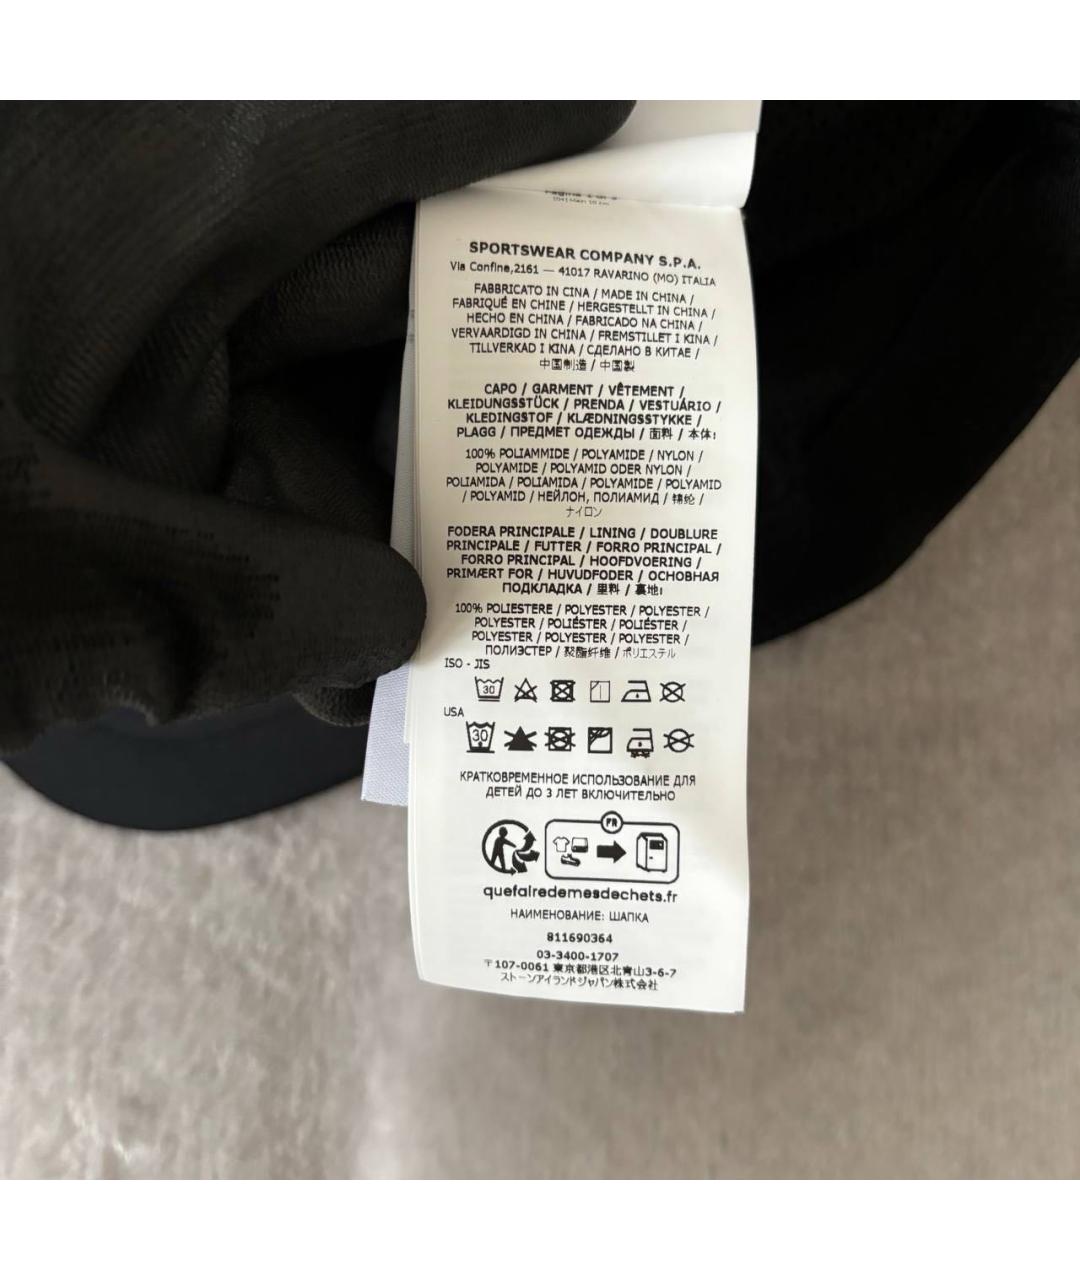 SPORTSWEAR COMPANY S.P.A.
Via Confine,2161 — 41017 RAVARINO (MO) ITALIA
FABBRICATO IN CINA / MADE IN CHINA /
FABRIQUÉ EN CHINE / HERGESTELLT IN CHINA /
HECHO EN CHINA / FABRICADO NA CHINA /
VERVAARDIGD IN CHINA / FREMSTILLET I KINA /
TILLVERKAD I KINA / СДЕЛАНО В КИТАЕ /
中国制造 / 中国製
CAPO / GARMENT / VÊTEMENT /
KLEIDUNGSSTÜCK / PRENDA / VESTUÁRIO /
KLEDINGSTOF / KLÆDNINGSSTYKKE /
PLAGG / ПРЕДМЕТ ОДЕЖДЫ / 面料 / 本体:
100% POLIAMMIDE / POLYAMIDE / NYLON /
POLYAMIDE / POLYAMID ODER NYLON /
POLIAMIDA / POLIAMIDA / POLYAMIDE / POLYAMID
/ POLYAMID / НЕЙЛОН, ПОЛИАМИД / 锦纶 /
ナイロン
FODERA PRINCIPALE / LINING / DOUBLURE
PRINCIPALE / FUTTER / FORRO PRINCIPAL /
FORRO PRINCIPAL / HOOFDVOERING /
PRIMÆRT FOR / HUVUDFODER / ОСНОВНАЯ
ПОДКЛАДКА / 里料 / 裏地:
100% POLIESTERE / POLYESTER / POLYESTER /
POLYESTER / POLIÉSTER / POLIÉSTER /
POLYESTER / POLYESTER / POLYESTER /
ПОЛИЭСТЕР / 聚酯纤维 / ポリエステル
ISO - JIS
30
USA
30
КРАТКОВРЕМЕННОЕ ИСПОЛЬЗОВАНИЕ ДЛЯ
ДЕТЕЙ ДО 3 ЛЕТ ВКЛЮЧИТЕЛЬНО
FR
quefairedemesdechets.fr
НАИМЕНОВАНИЕ: ШАПКА
811690364
03-3400-1707
〒107-0061 東京都港区北青山3-6-7
ストーンアイランドジャパン株式会社